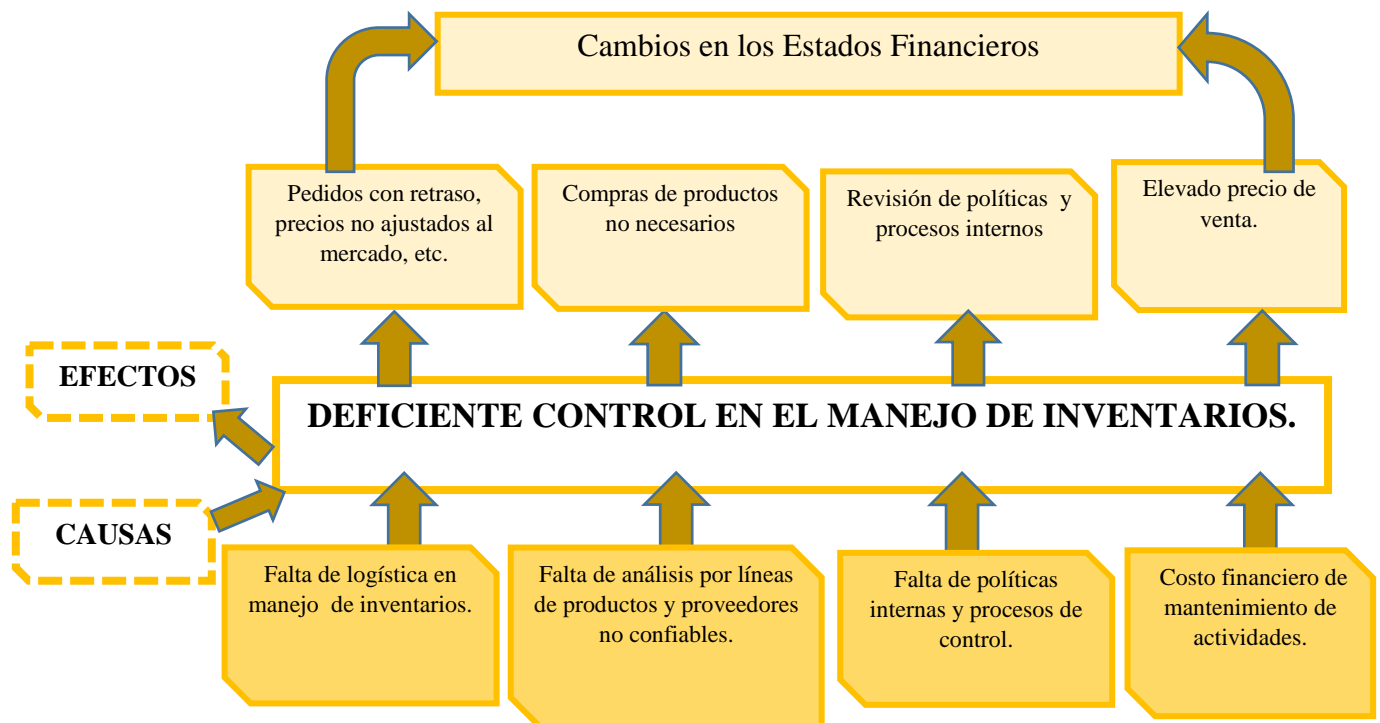 Cambios en los Estados Financieros
Pedidos con retraso,
precios no ajustados al
mercado, etc.
Compras de productos
no necesarios
Revisión de políticas y
procesos internos
Elevado precio de
venta.
EFECTOS
DEFICIENTE CONTROL EN EL MANEJO DE INVENTARIOS.
CAUSAS
Falta de logística en
manejo de inventarios.
Falta de análisis por líneas
de productos y proveedores
no confiables.
Falta de políticas
internas y procesos de
control.
Costo financiero de
mantenimiento de
actividades.